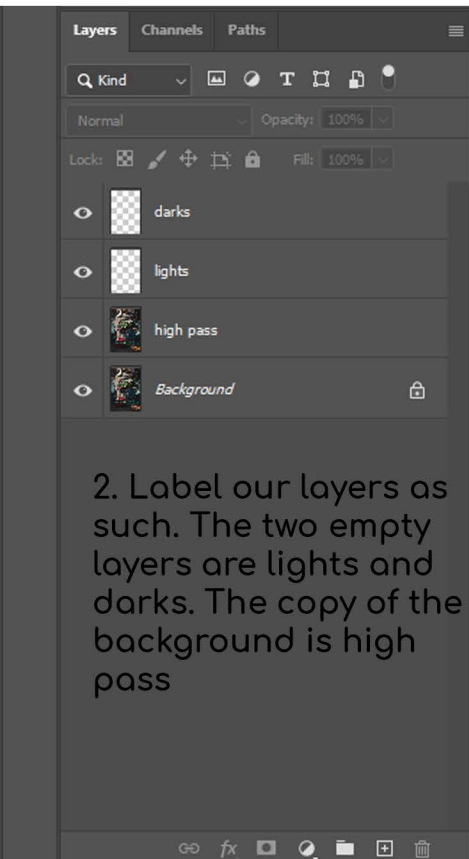 Layers Channels Paths
Kind T
Normal Opacity: 100%
Lock: Fill: 100%
darks
lights
high pass
Background
2. Label our layers as
such. The two empty
layers are lights and
darks. The copy of the
background is high
pass
fx